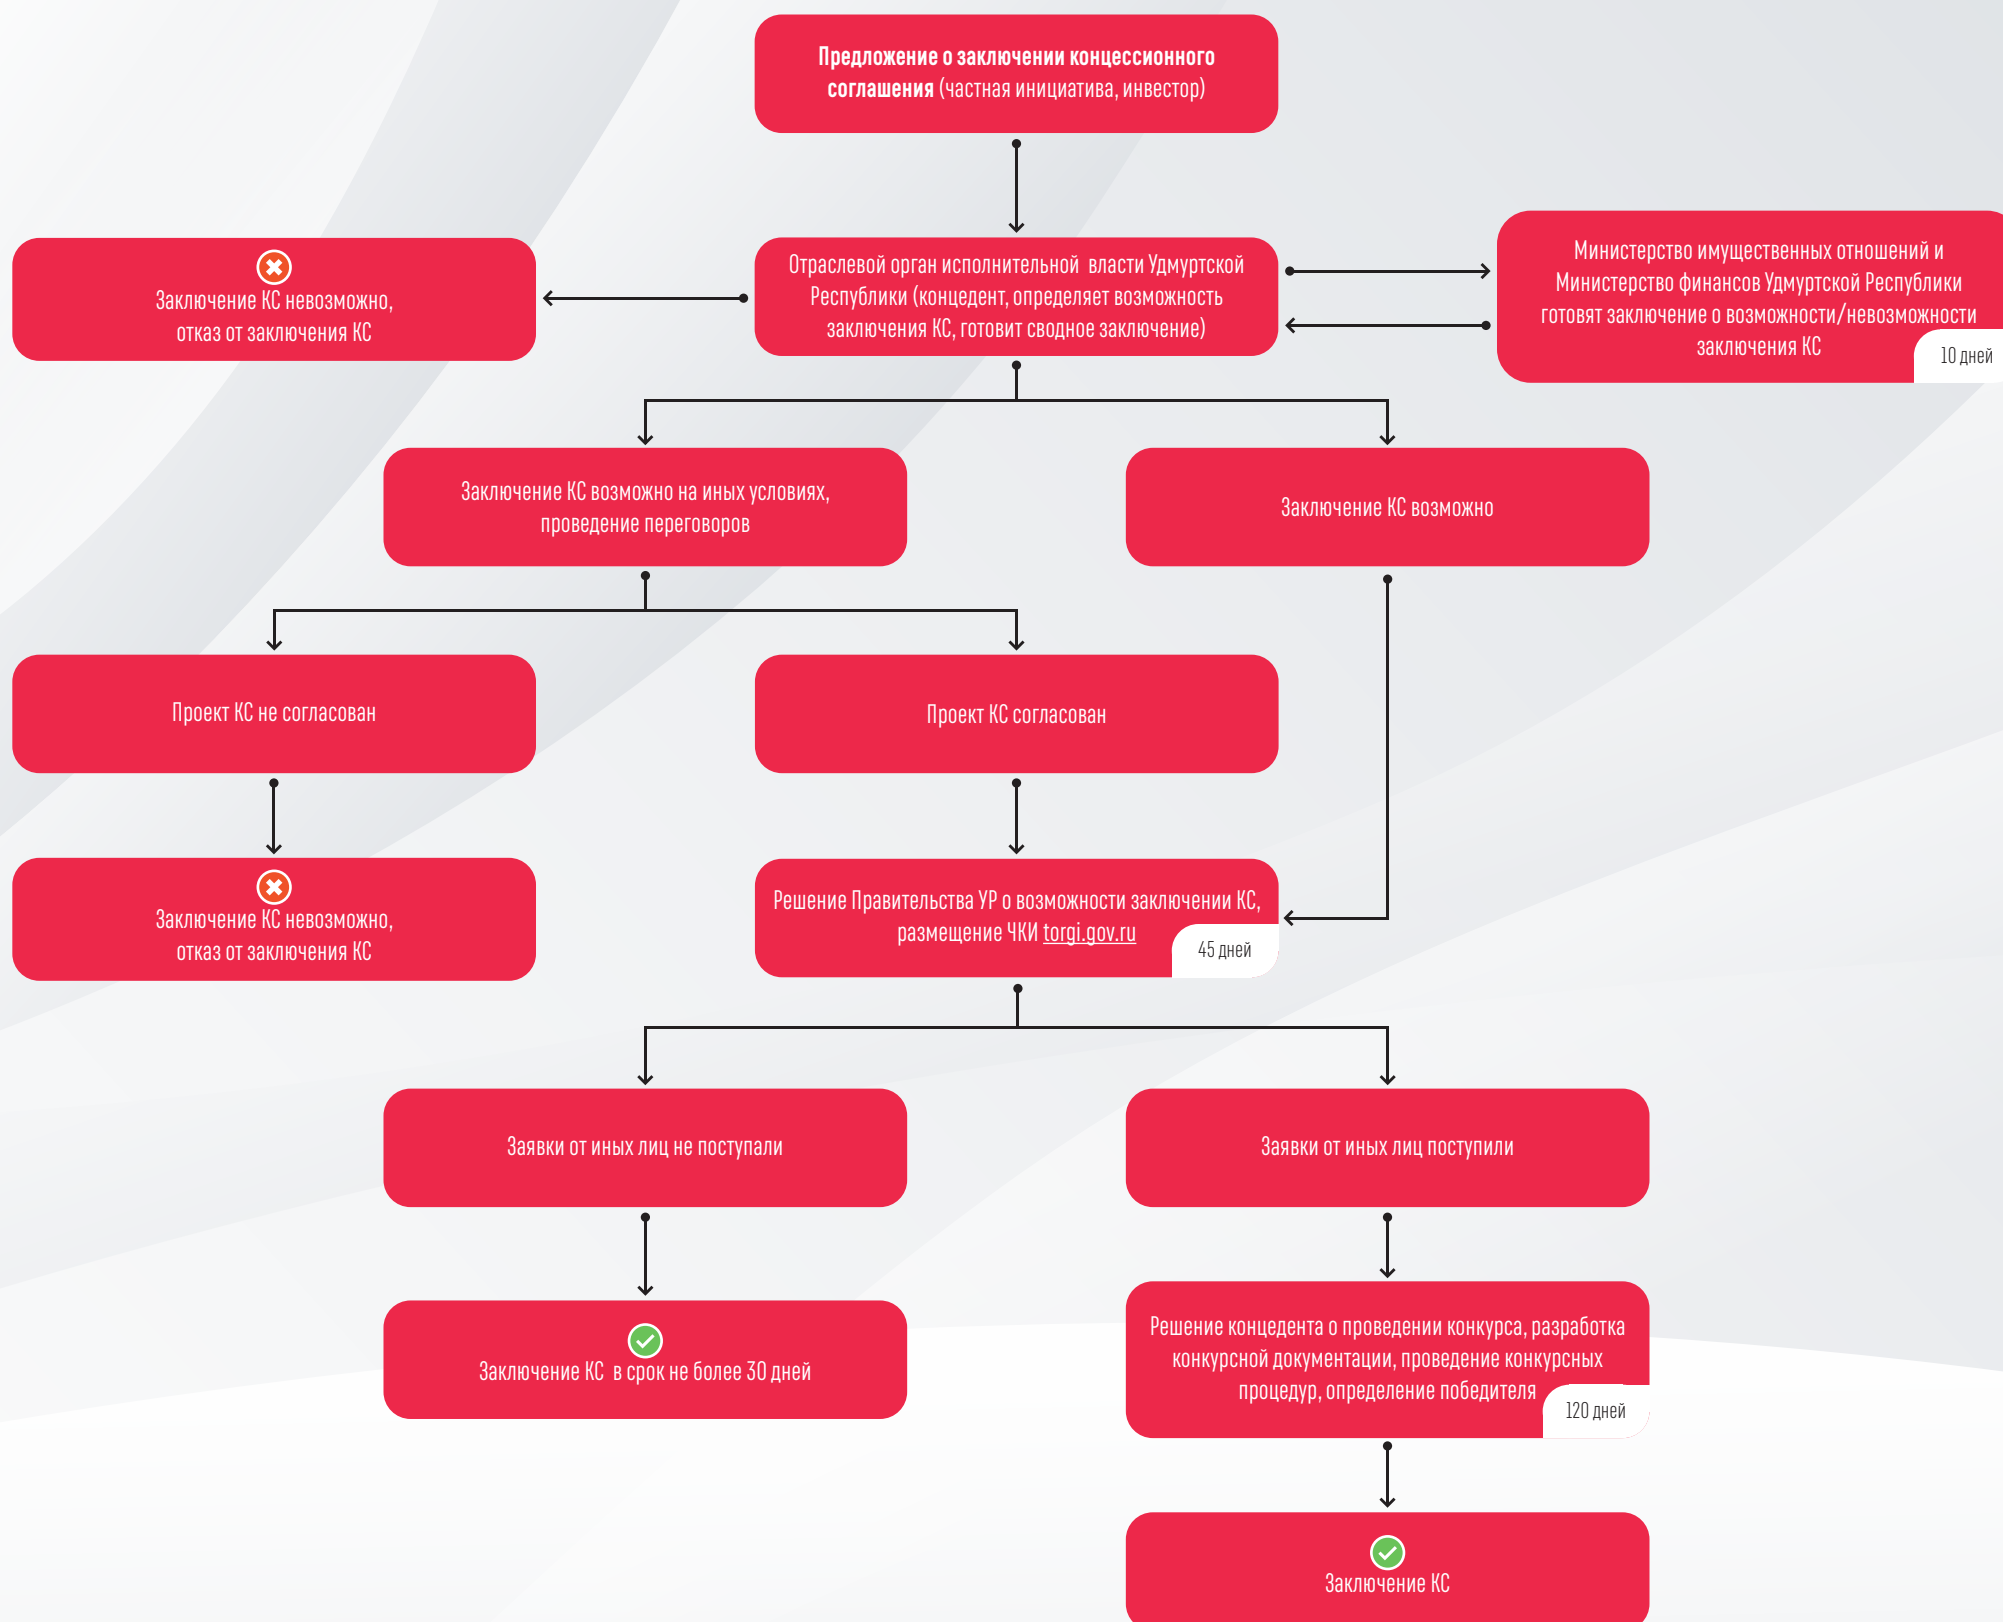 Предложение о заключении концессионного
соглашения (частная инициатива, инвестор)
Заключение КС невозможно,
отказ от заключения КС
Отраслевой орган исполнительной власти Удмуртской
Республики (концедент, определяет возможность
заключения КС, готовит сводное заключение)
Министерство имущественных отношений и
Министерство финансов Удмуртской Республики
готовят заключение о возможности/невозможности
заключения КС
10 дней
Заключение КС возможно на иных условиях,
проведение переговоров
Заключение КС возможно
Проект КС не согласован
Проект КС согласован
Заключение КС невозможно,
отказ от заключения КС
Решение Правительства УР о возможности заключении КС,
размещение ЧКИ torgi.gov.ru
45 дней
Заявки от иных лиц не поступали
Заявки от иных лиц поступили
Заключение КС в срок не более 30 дней
Решение концедента о проведении конкурса, разработка
конкурсной документации, проведение конкурсных
процедур, определение победителя
120 дней
Заключение КС